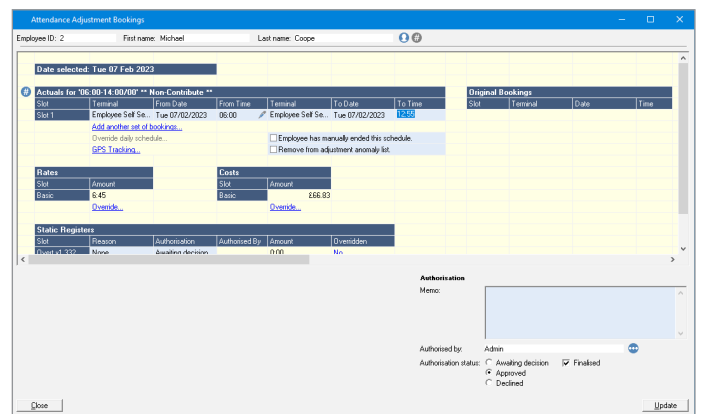 Attendance Adjustment Bookings
Employee ID: 2 First name: Michael Last name: Coope
Date selected: Tue 07 Feb 2023
Actuals for '06:00-14:00/00' ** Non-Contribute ** Original Bookings
Slot Terminal From Date From Time Terminal To Date To Time Slot Terminal Date Time
Slot 1 Employee Self Se... Tue 07/02/2023 06:00 Employee Self Se... Tue 07/02/2023 12:55
Add another set of bookings...
Override daily schedule... Employee has manually ended this schedule.
GPS Tracking... Remove from adjustment anomaly list.
Rates Costs
Slot Amount Slot Amount
Basic 6:45 Basic £66.83
Override... Override...
Static Registers
Slot Reason Authorisation Authorised By Amount Overridden
Overt x1.332 None Awaiting decision 0:00 No
Authorisation
Memo:
Authorised by: Admin
Authorisation status: Awaiting decision Finalised
Approved
Declined
Close Update